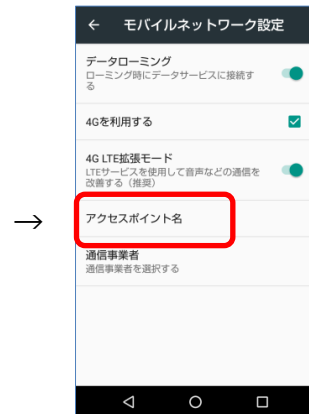 ← モバイルネットワーク設定
データローミング
ローミング時にデータサービスに接続す
る
4Gを利用する
4G LTE拡張モード
LTEサービスを使用して音声などの通信を
改善する（推奨）
→ アクセスポイント名
通信事業者
通信事業者を選択する